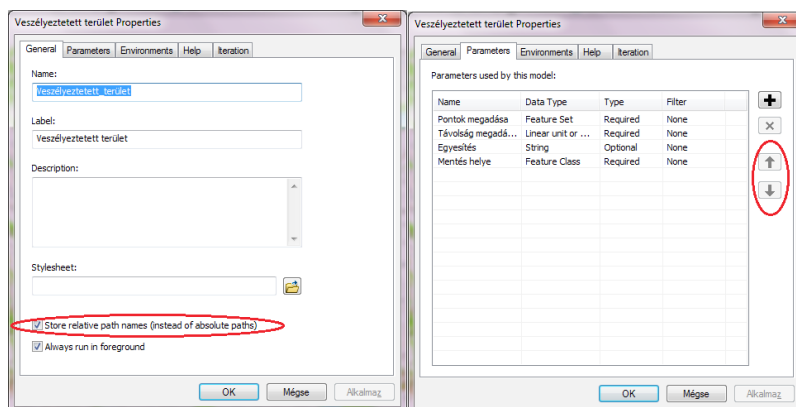 Veszélyeztetett terület Properties
General Parameters Environments Help Iteration
Name:
Veszélyeztetett_terület
Label:
Veszélyeztetett terület
Description:
Stylesheet:
Store relative path names (instead of absolute paths)
Always run in foreground
OK Mégse Alkalmaz
Veszélyeztetett terület Properties
General Parameters Environments Help Iteration
Parameters used by this model:
Name Data Type Type Filter
Pontok megadása Feature Set Required None
Távolság megadá... Linear unit or ... Required None
Egyesítés String Optional None
Mentés helye Feature Class Required None
OK Mégse Alkalmaz